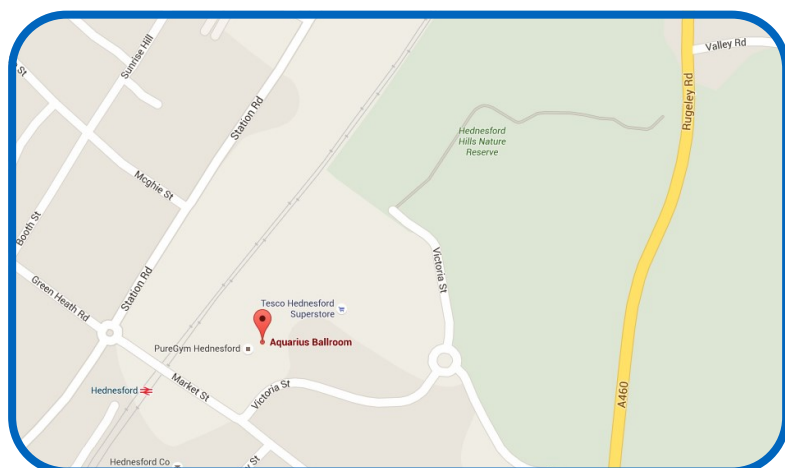 Valley Rd
Sunrise Hill
St
Rugeley Rd
Station Rd
Hednesford
Hills Nature
Reserve
Mcghie St
Booth St
Victoria St
Green Heath Rd
Station Rd
Tesco Hednesford
Superstore
Aquarius Ballroom
PureGym Hednesford
Market St
Hednesford
Victoria St
A460
Hednesford Co
St